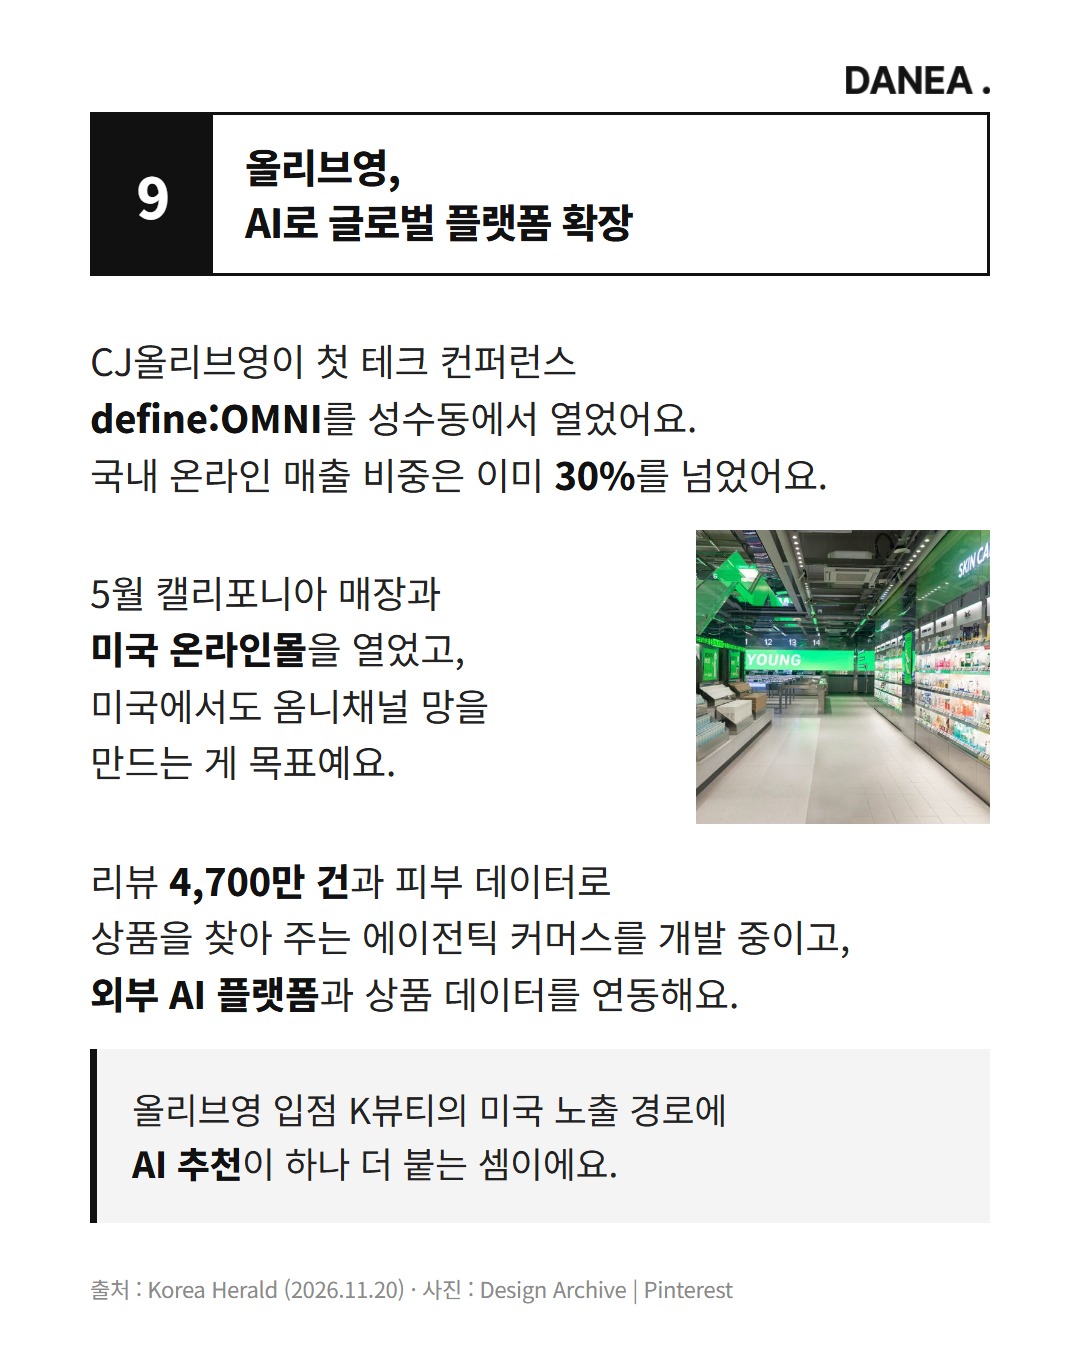 DANEA .
9
올리브영,
AI로 글로벌 플랫폼 확장
CJ올리브영이 첫 테크 컨퍼런스
define:OMNI를 성수동에서 열었어요.
국내 온라인 매출 비중은 이미 30%를 넘었어요.
5월 캘리포니아 매장과
미국 온라인몰을 열었고,
미국에서도 옴니채널 망을
만드는 게 목표예요.
SKIN CA
12 13 14
YOUNG
리뷰 4,700만 건과 피부 데이터로
상품을 찾아 주는 에이전틱 커머스를 개발 중이고,
외부 AI 플랫폼과 상품 데이터를 연동해요.
올리브영 입점 K뷰티의 미국 노출 경로에
AI 추천이 하나 더 붙는 셈이에요.
출처 : Korea Herald (2026.11.20) · 사진 : Design Archive | Pinterest